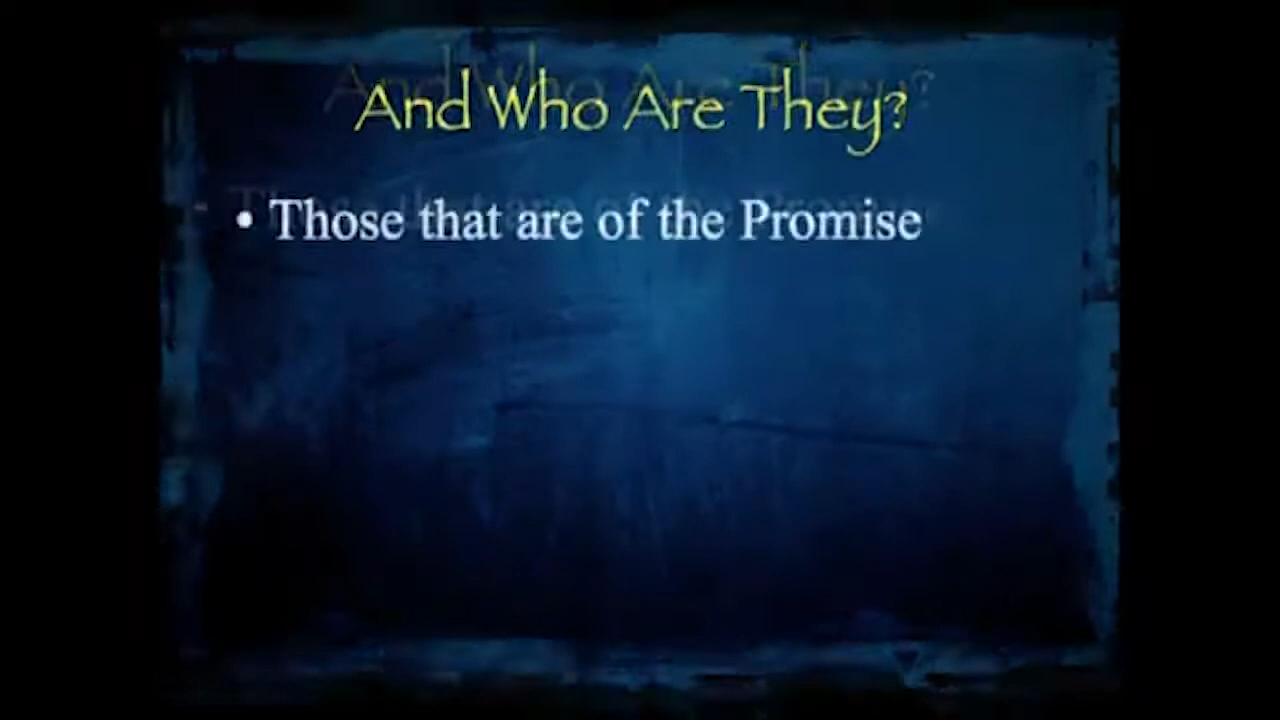 And Who Are They?
• Those that are of the Promise